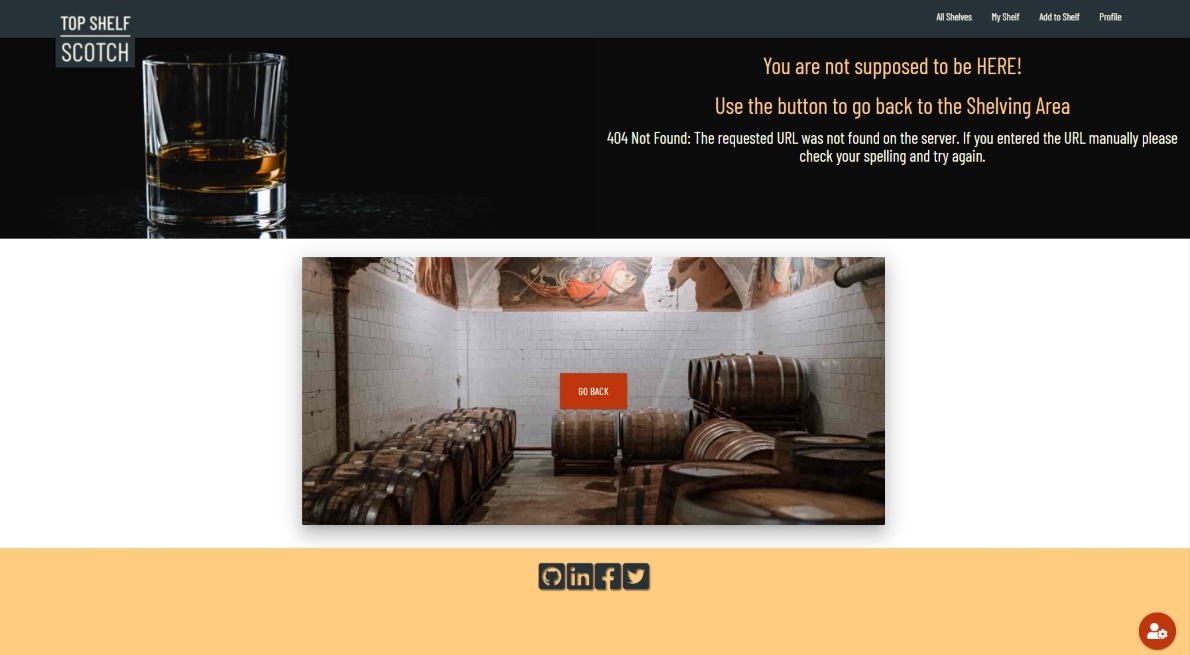 TOP SHELF
SCOTCH
All Shelves My Shelf Add to Shelf Profile
You are not supposed to be HERE!
Use the button to go back to the Shelving Area
404 Not Found: The requested URL was not found on the server. If you entered the URL manually please
check your spelling and try again.
GO BACK